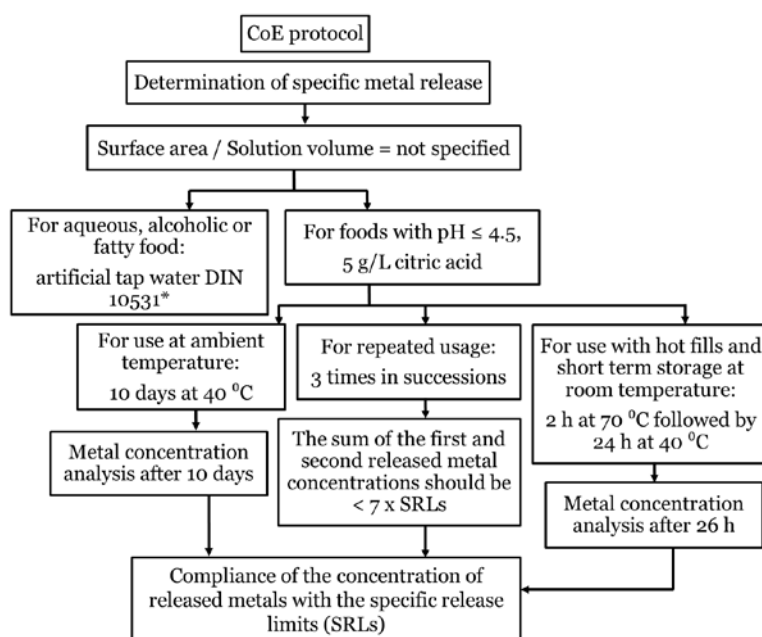 CoE protocol
Determination of specific metal release
Surface area / Solution volume = not specified
For aqueous, alcoholic or
fatty food:
artificial tap water DIN
10531*
For foods with pH ≤ 4.5,
5 g/L citric acid
For use at ambient
temperature:
10 days at 40 ⁰C
For repeated usage:
3 times in successions
For use with hot fills and
short term storage at
room temperature:
2 h at 70 ⁰C followed by
24 h at 40 ⁰C
Metal concentration
analysis after 10 days
The sum of the first and
second released metal
concentrations should be
< 7 x SRLs
Metal concentration
analysis after 26 h
Compliance of the concentration of
released metals with the specific release
limits (SRLs)